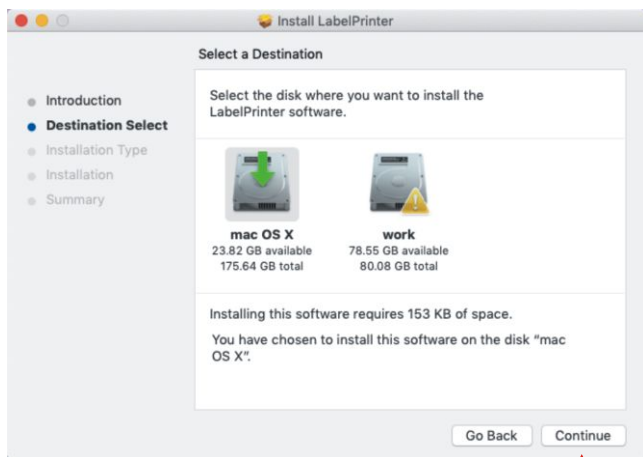 Install LabelPrinter
Select a Destination
Introduction
Destination Select
Installation Type
Installation
Summary
Select the disk where you want to install the
LabelPrinter software.
mac OS X
23.82 GB available
175.64 GB total
work
78.55 GB available
80.08 GB total
Installing this software requires 153 KB of space.
You have chosen to install this software on the disk “mac
OS X”.
Go Back
Continue